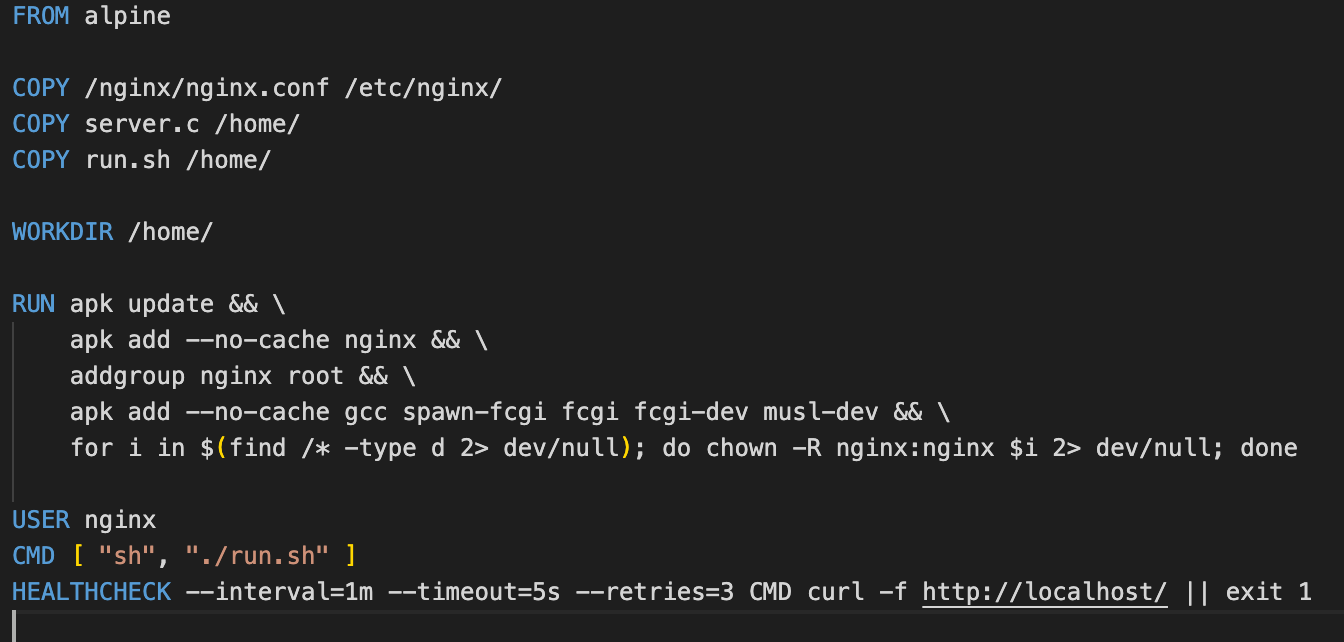 FROM alpine
COPY /nginx/nginx.conf /etc/nginx/
COPY server.c /home/
COPY run.sh /home/
WORKDIR /home/
RUN apk update && \
apk add --no-cache nginx && \
addgroup nginx root && \
apk add --no-cache gcc spawn-fcgi fcgi fcgi-dev musl-dev && \
for i in $(find /* -type d 2> dev/null); do chown -R nginx:nginx $i 2> dev/null; done
USER nginx
CMD [ "sh", "./run.sh" ]
HEALTHCHECK --interval=1m --timeout=5s --retries=3 CMD curl -f http://localhost/ || exit 1